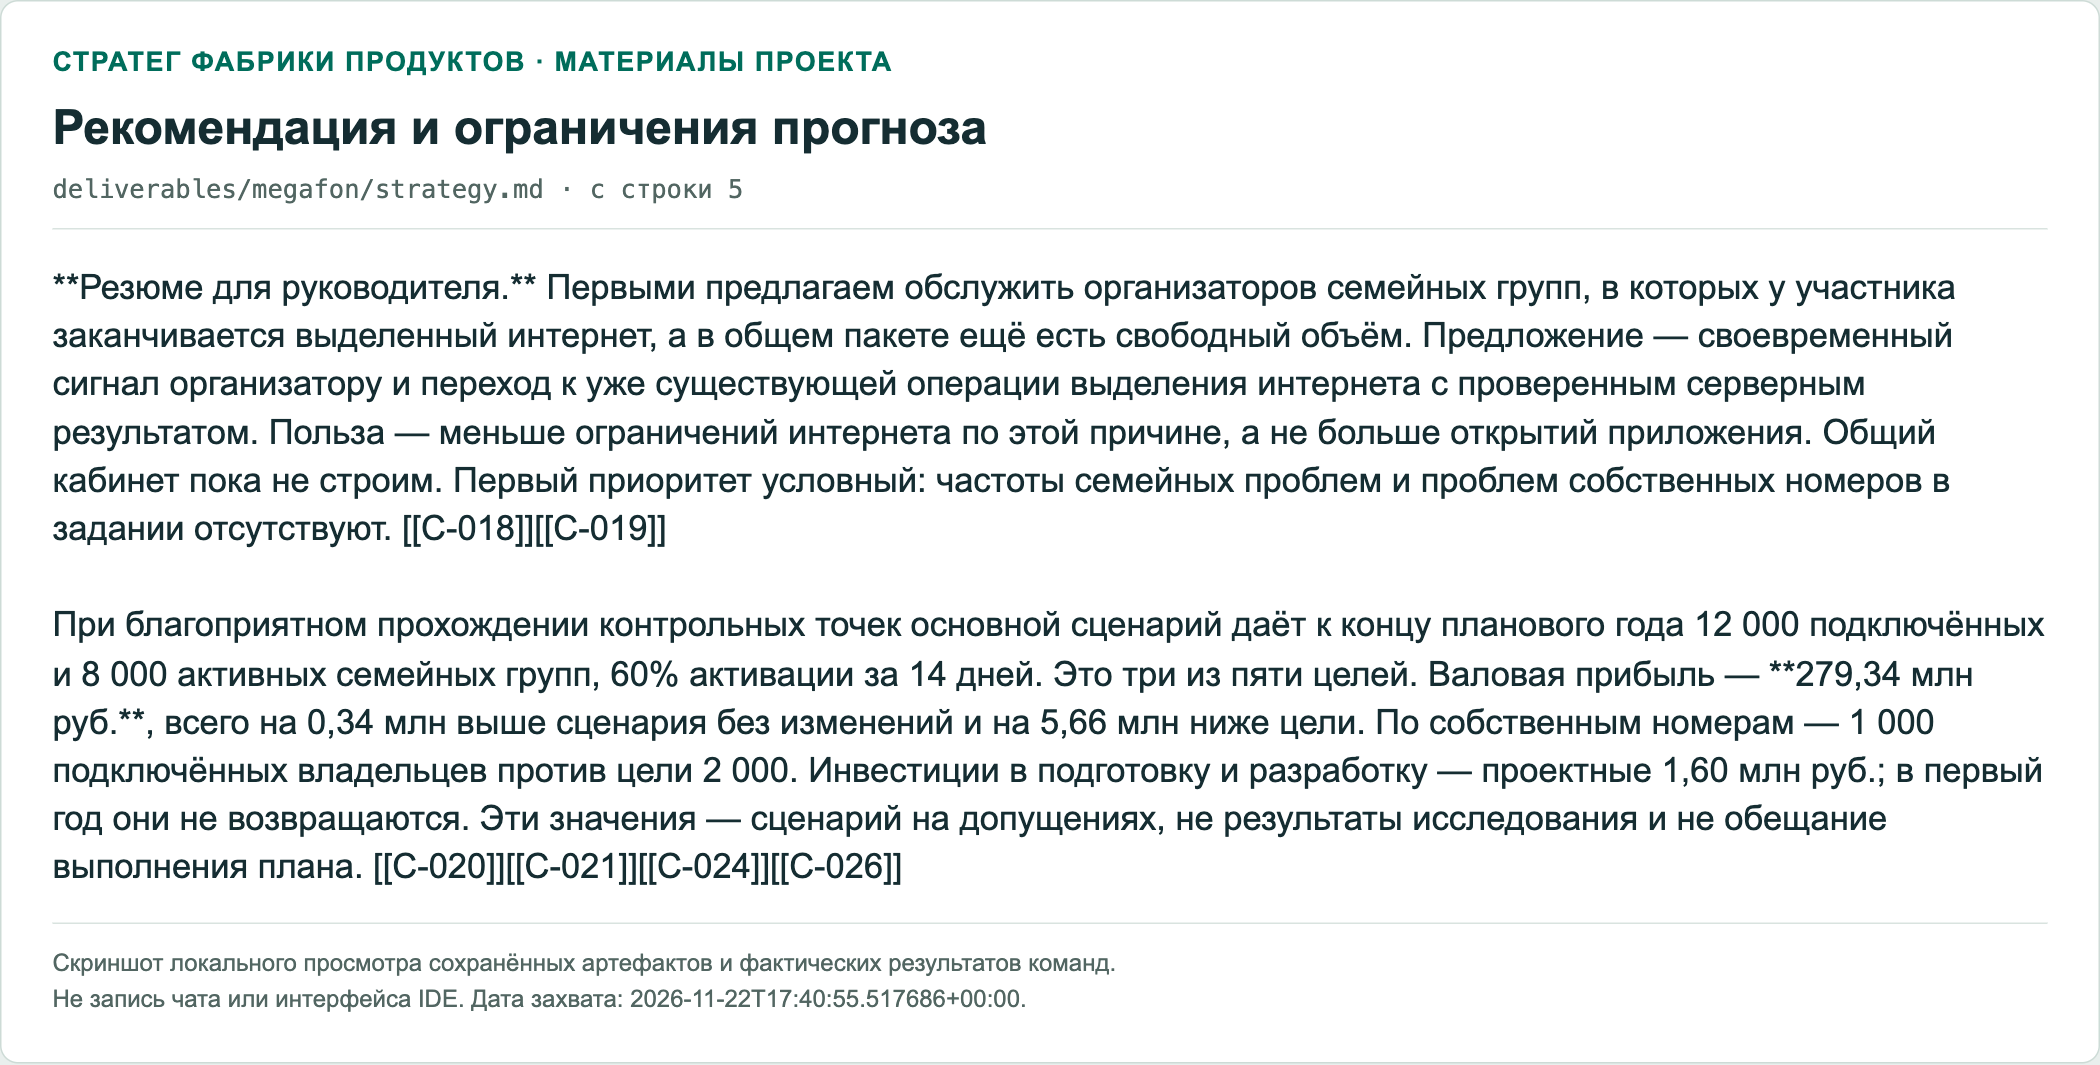 СТРАТЕГ ФАБРИКИ ПРОДУКТОВ · МАТЕРИАЛЫ ПРОЕКТА
Рекомендация и ограничения прогноза
deliverables/megafon/strategy.md · с строки 5
**Резюме для руководителя.** Первыми предлагаем обслужить организаторов семейных групп, в которых у участника
заканчивается выделенный интернет, а в общем пакете ещё есть свободный объём. Предложение — своевременный
сигнал организатору и переход к уже существующей операции выделения интернета с проверенным серверным
результатом. Польза — меньше ограничений интернета по этой причине, а не больше открытий приложения. Общий
кабинет пока не строим. Первый приоритет условный: частоты семейных проблем и проблем собственных номеров в
задании отсутствуют. [[C-018]][[C-019]]
При благоприятном прохождении контрольных точек основной сценарий даёт к концу планового года 12 000 подключённых
и 8 000 активных семейных групп, 60% активации за 14 дней. Это три из пяти целей. Валовая прибыль — **279,34 млн
руб.**, всего на 0,34 млн выше сценария без изменений и на 5,66 млн ниже цели. По собственным номерам — 1 000
подключённых владельцев против цели 2 000. Инвестиции в подготовку и разработку — проектные 1,60 млн руб.; в первый
год они не возвращаются. Эти значения — сценарий на допущениях, не результаты исследования и не обещание
выполнения плана. [[C-020]][[C-021]][[C-024]][[C-026]]
Скриншот локального просмотра сохранённых артефактов и фактических результатов команд.
Не запись чата или интерфейса IDE. Дата захвата: 2026-11-22T17:40:55.517686+00:00.